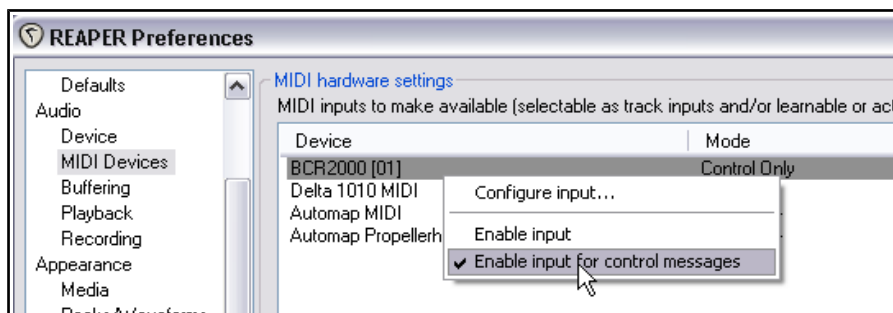 REAPER Preferences
Defaults
Audio
Device
MIDI Devices
Buffering
Playback
Recording
Appearance
Media
MIDI hardware settings
MIDI inputs to make available (selectable as track inputs and/or learnable or act
Device Mode
BCR2000 [01] Control Only
Delta 1010 MIDI
Automap MIDI
Automap Propellerh
Configure input...
Enable input
Enable input for control messages